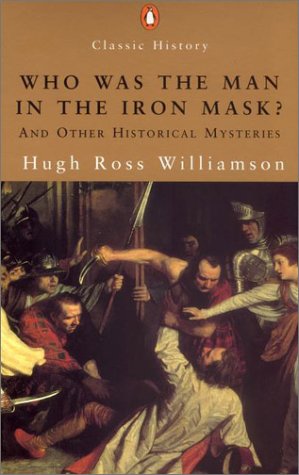 Classic History
WHO WAS THE MAN
IN THE IRON MASK?
AND OTHER HISTORICAL MYSTERIES
Hugh Ross Williamson